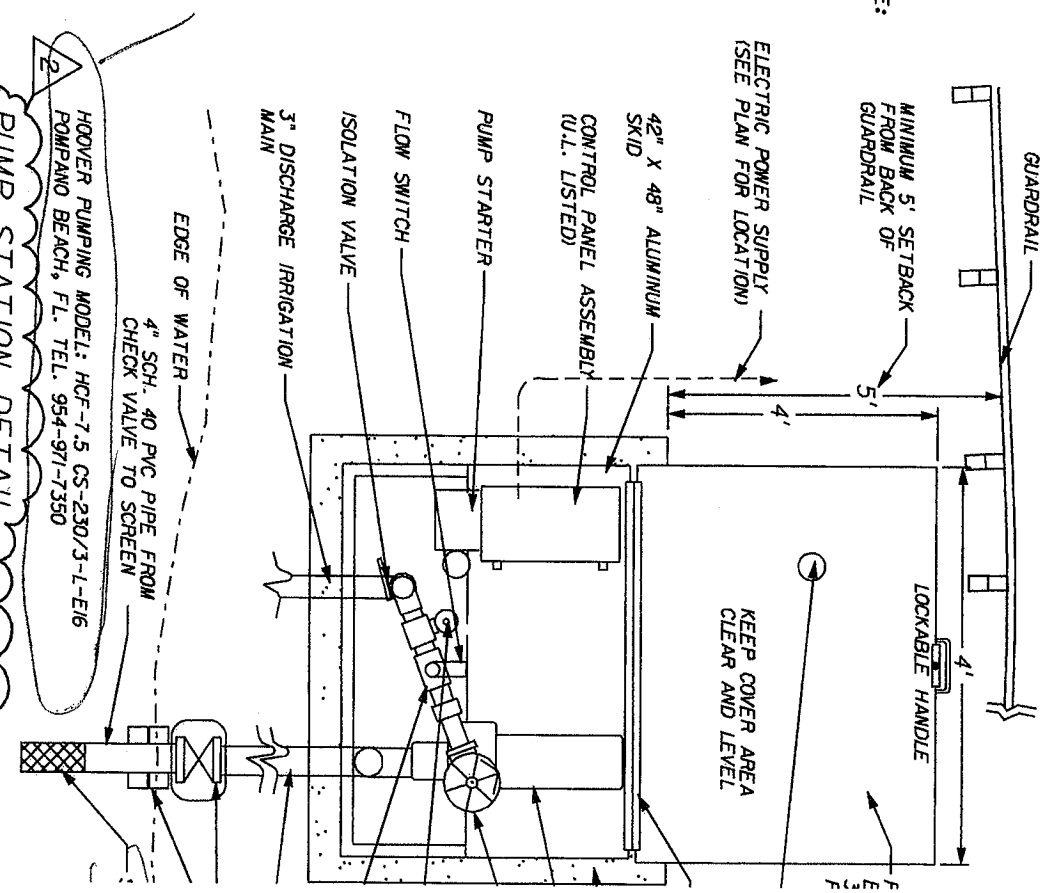 E:
GUARDRAIL
MINIMUM 5' SETBACK
FROM BACK OF
GUARDRAIL
ELECTRIC POWER SUPPLY
(SEE PLAN FOR LOCATION)
42" X 48" ALUMINUM
SKID
CONTROL PANEL ASSEMBLY
(U.L. LISTED)
PUMP STARTER
FLOW SWITCH
ISOLATION VALVE
3" DISCHARGE IRRIGATION
MAIN
EDGE OF WATER
4" SCH. 40 PVC PIPE FROM
CHECK VALVE TO SCREEN
5'
4'
LOCKABLE HANDLE
4'
KEEP COVER AREA
CLEAR AND LEVEL
2
HOOVER PUMPING MODEL: HCF-7.5 CS-230/3-L-E16
POMPANO BEACH, FL. TEL. 954-971-7350
PUMP STATION DETAIL